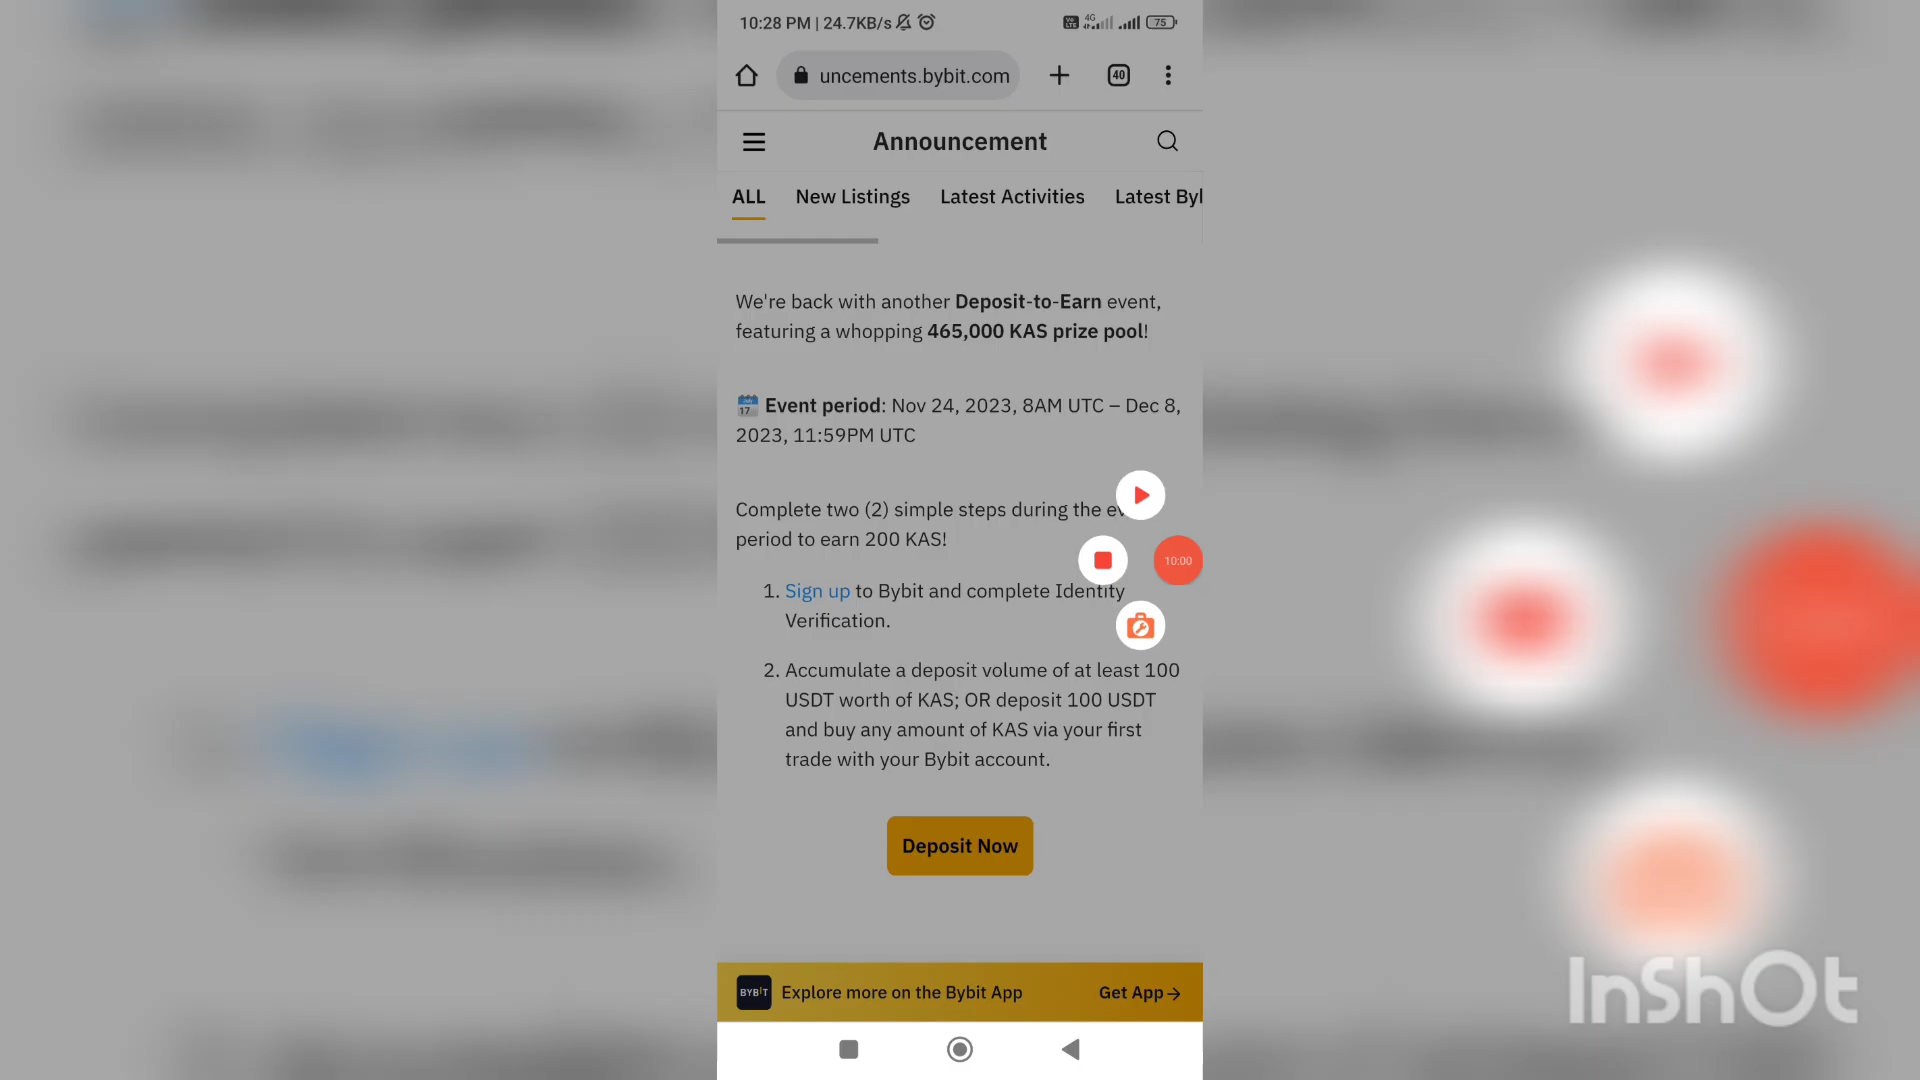 10:28 PM | 24.7KB/s
Vo LTE 4G 75
uncements.bybit.com
40
Announcement
ALL New Listings Latest Activities Latest Byl
We're back with another Deposit-to-Earn event,
featuring a whopping 465,000 KAS prize pool!
July 17 Event period: Nov 24, 2023, 8AM UTC – Dec 8,
2023, 11:59PM UTC
Complete two (2) simple steps during the ev
period to earn 200 KAS!
10:00
1. Sign up to Bybit and complete Identity
Verification.
2. Accumulate a deposit volume of at least 100
USDT worth of KAS; OR deposit 100 USDT
and buy any amount of KAS via your first
trade with your Bybit account.
Deposit Now
BYBIT Explore more on the Bybit App Get App→
InShOt